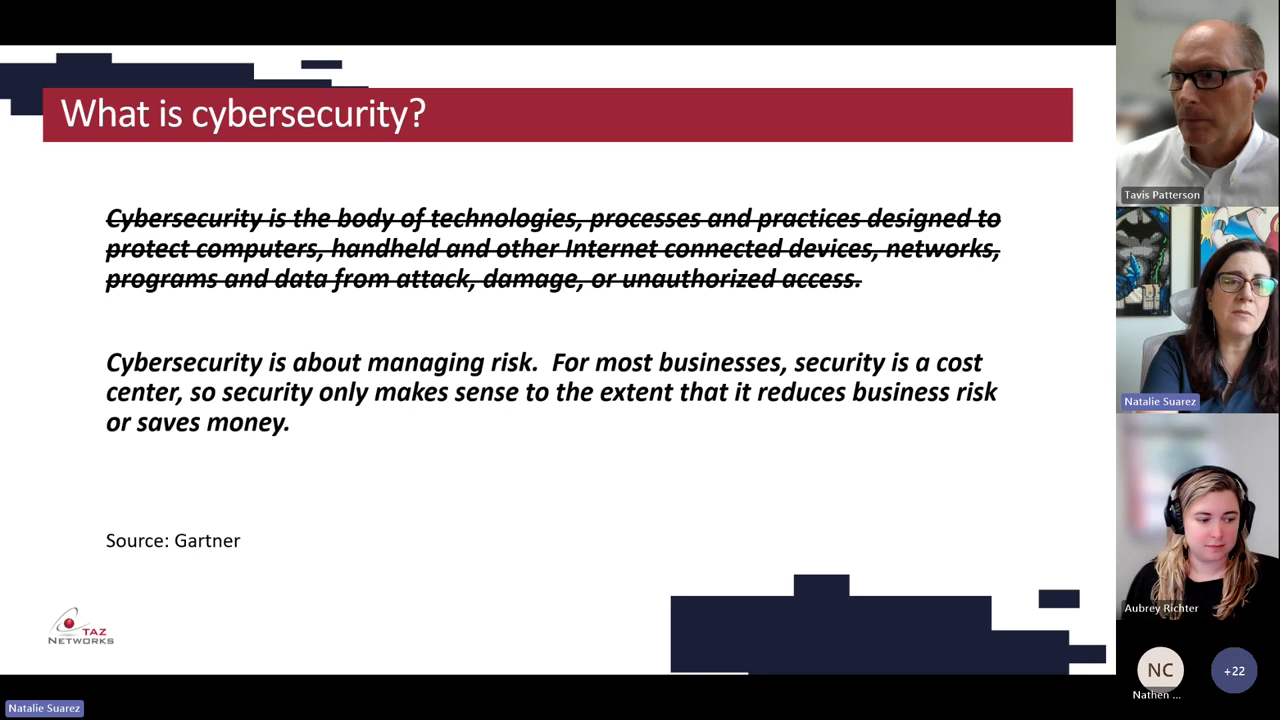 What is cybersecurity?
Cybersecurity is the body of technologies, processes and practices designed to
protect computers, handheld and other Internet connected devices, networks,
programs and data from attack, damage, or unauthorized access.
Cybersecurity is about managing risk.  For most businesses, security is a cost
center, so security only makes sense to the extent that it reduces business risk
or saves money.
Source: Gartner
TAZ
NETWORKS
Natalie Suarez
Tavis Patterson
Natalie Suarez
Aubrey Richter
NC
Nathen ...
+22